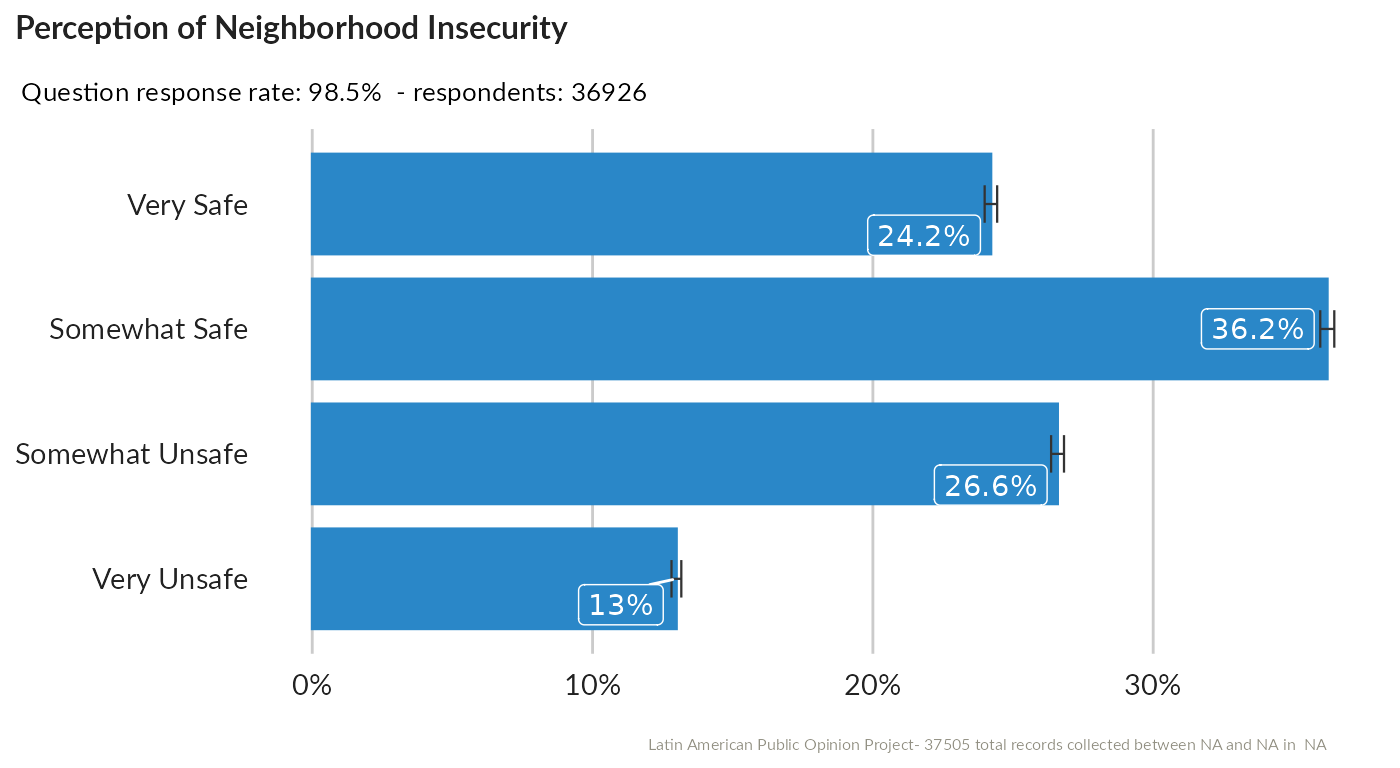 Perception of Neighborhood Insecurity
Question response rate: 98.5%  - respondents: 36926
Very Safe
24.2%
Somewhat Safe
36.2%
Somewhat Unsafe
26.6%
Very Unsafe
13%
0%
10%
20%
30%
Latin American Public Opinion Project- 37505 total records collected between NA and NA in  NA